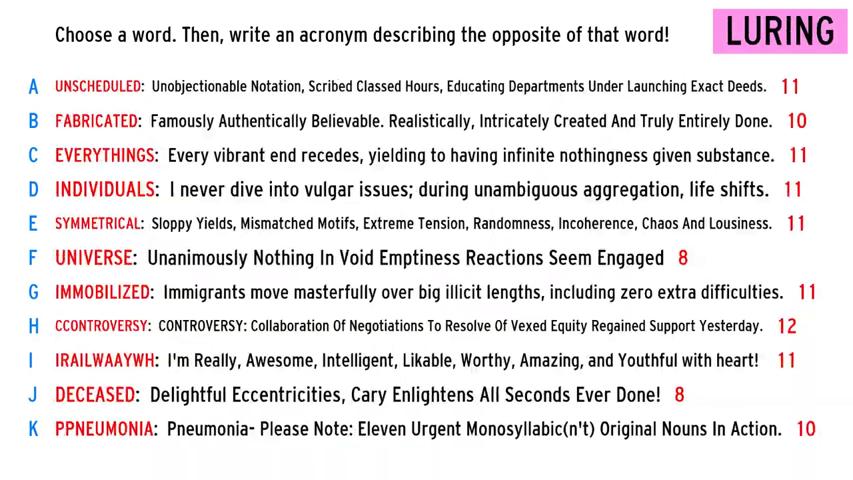 Choose a word. Then, write an acronym describing the opposite of that word!
LURING
A UNSCHEDULED: Unobjectionable Notation, Scribed Classed Hours, Educating Departments Under Launching Exact Deeds. 11
B FABRICATED: Famously Authentically Believable. Realistically, Intricately Created And Truly Entirely Done. 10
C EVERYTHINGS: Every vibrant end recedes, yielding to having infinite nothingness given substance. 11
D INDIVIDUALS: I never dive into vulgar issues; during unambiguous aggregation, life shifts. 11
E SYMMETRICAL: Sloppy Yields, Mismatched Motifs, Extreme Tension, Randomness, Incoherence, Chaos And Lousiness. 11
F UNIVERSE: Unanimously Nothing In Void Emptiness Reactions Seem Engaged 8
G IMMOBILIZED: Immigrants move masterfully over big illicit lengths, including zero extra difficulties. 11
H CCONTROVERSY: CONTROVERSY: Collaboration Of Negotiations To Resolve Of Vexed Equity Regained Support Yesterday. 12
I IRAILWAAYWH: I'm Really, Awesome, Intelligent, Likable, Worthy, Amazing, and Youthful with heart! 11
J DECEASED: Delightful Eccentricities, Cary Enlightens All Seconds Ever Done! 8
K PPNEUMONIA: Pneumonia- Please Note: Eleven Urgent Monosyllabic(n't) Original Nouns In Action. 10